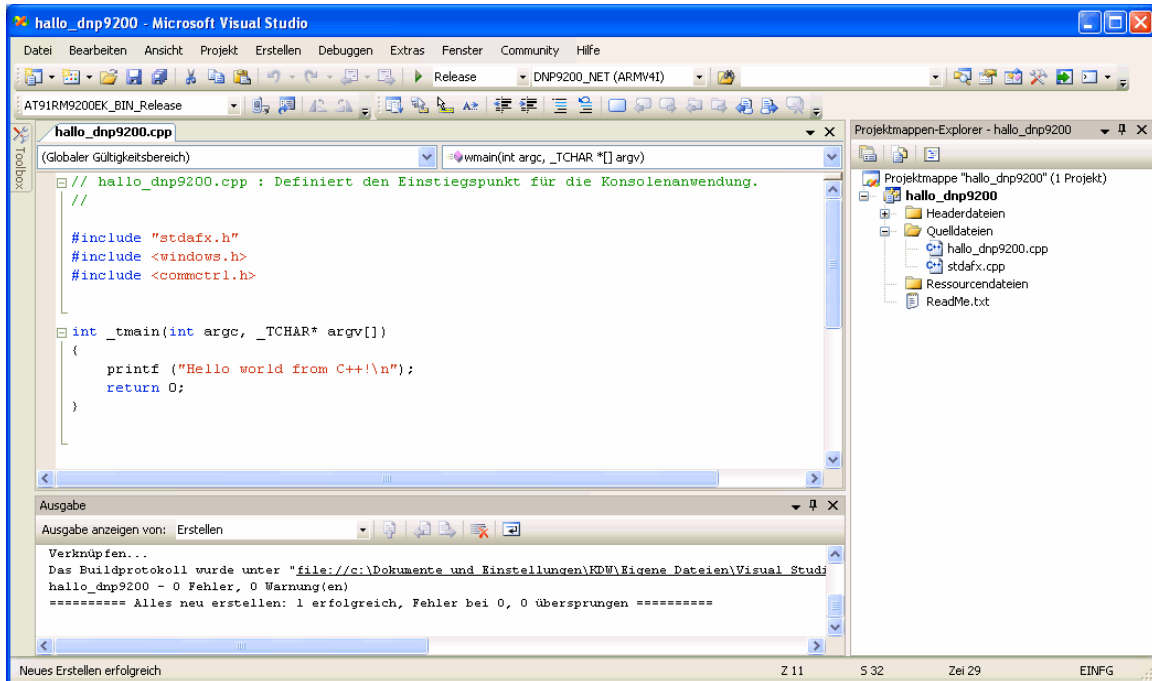 hallo_dnp9200 - Microsoft Visual Studio
Datei Bearbeiten Ansicht Projekt Erstellen Debuggen Extras Fenster Community Hilfe
Release DNP9200_NET (ARMV4I)
AT91RM9200EK_BIN_Release
Toolbox
hallo_dnp9200.cpp
(Globaler Gültigkeitsbereich) wmain(int argc, _TCHAR *[] argv)
// hallo_dnp9200.cpp : Definiert den Einstiegspunkt für die Konsolenanwendung.
//
#include "stdafx.h"
#include <windows.h>
#include <commctrl.h>
int _tmain(int argc, _TCHAR* argv[])
{
printf ("Hello world from C++!\n");
return 0;
}
Projektmappen-Explorer - hallo_dnp9200
Projektmappe "hallo_dnp9200" (1 Projekt)
hallo_dnp9200
Headerdateien
Quelldateien
hallo_dnp9200.cpp
stdafx.cpp
Ressourcendateien
ReadMe.txt
Ausgabe
Ausgabe anzeigen von: Erstellen
Verknüpfen...
Das Buildprotokoll wurde unter "file://c:\Dokumente und Einstellungen\KDW\Eigene Dateien\Visual Studi
hallo_dnp9200 - 0 Fehler, 0 Warnung(en)
========== Alles neu erstellen: 1 erfolgreich, Fehler bei 0, 0 übersprungen ==========
Neues Erstellen erfolgreich Z 11 S 32 Zei 29 EINFG